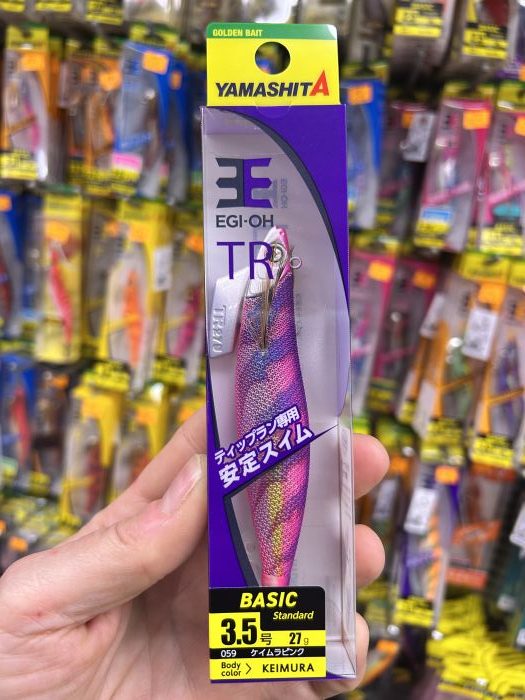 GOLDEN BAIT
YAMASHITA
EGI-OH
TR
ティップラン専用
安定スイム
BASIC
Standard
3.5号 27g
059 ケイムラピンク
Body color > KEIMURA